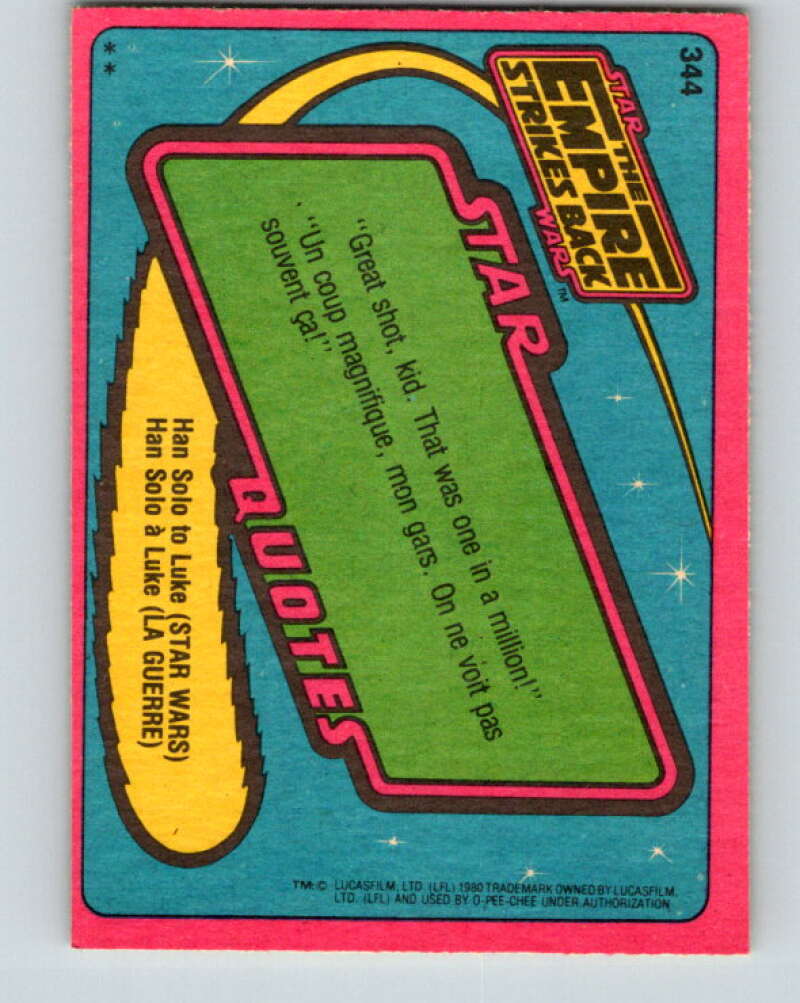 344
STAR
THE
EMPIRE
STRIKES BACK
WARS™
STAR
"Great shot, kid. That was one in a million!"
"Un coup magnifique, mon gars. On ne voit pas
souvent ça!"
QUOTES
Han Solo to Luke (STAR WARS)
Han Solo à Luke (LA GUERRE)
**
TM: © LUCASFILM, LTD. (LFL) 1980 TRADEMARK OWNED BY LUCASFILM,
LTD. (LFL) AND USED BY O-PEE-CHEE UNDER AUTHORIZATION